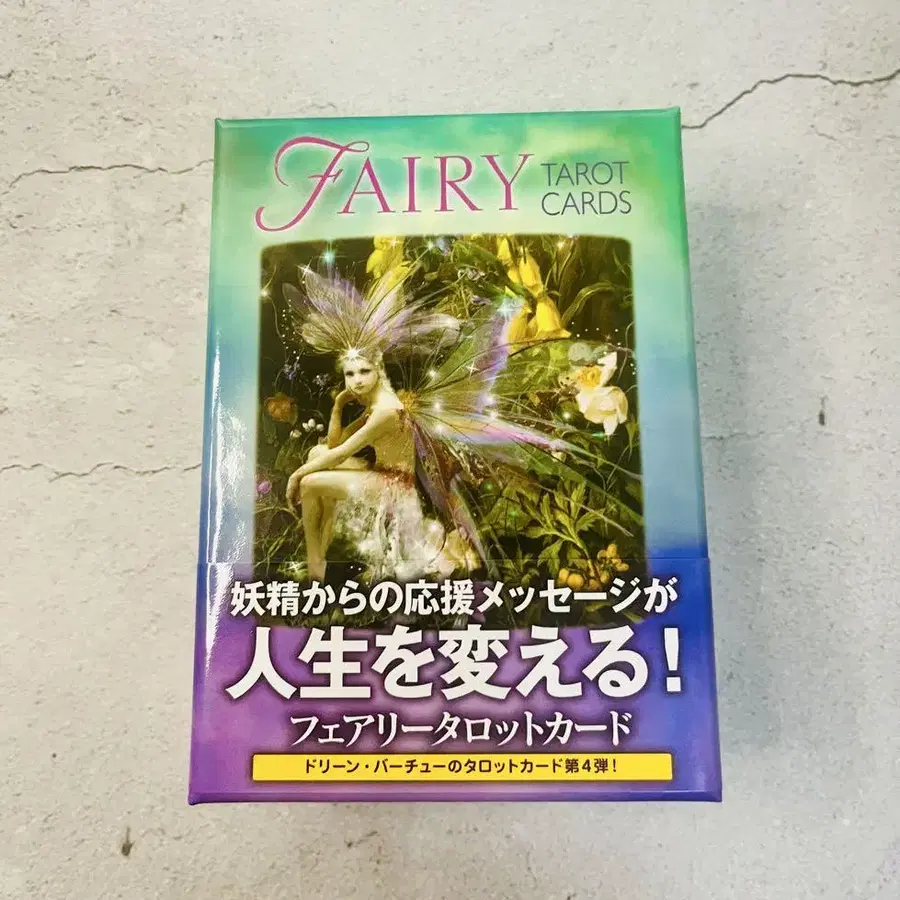 FAIRY TAROT
CARDS
妖精からの応援メッセージが
人生を変える!
フェアリータロットカード
ドリーン・バーチューのタロットカード第4弾!